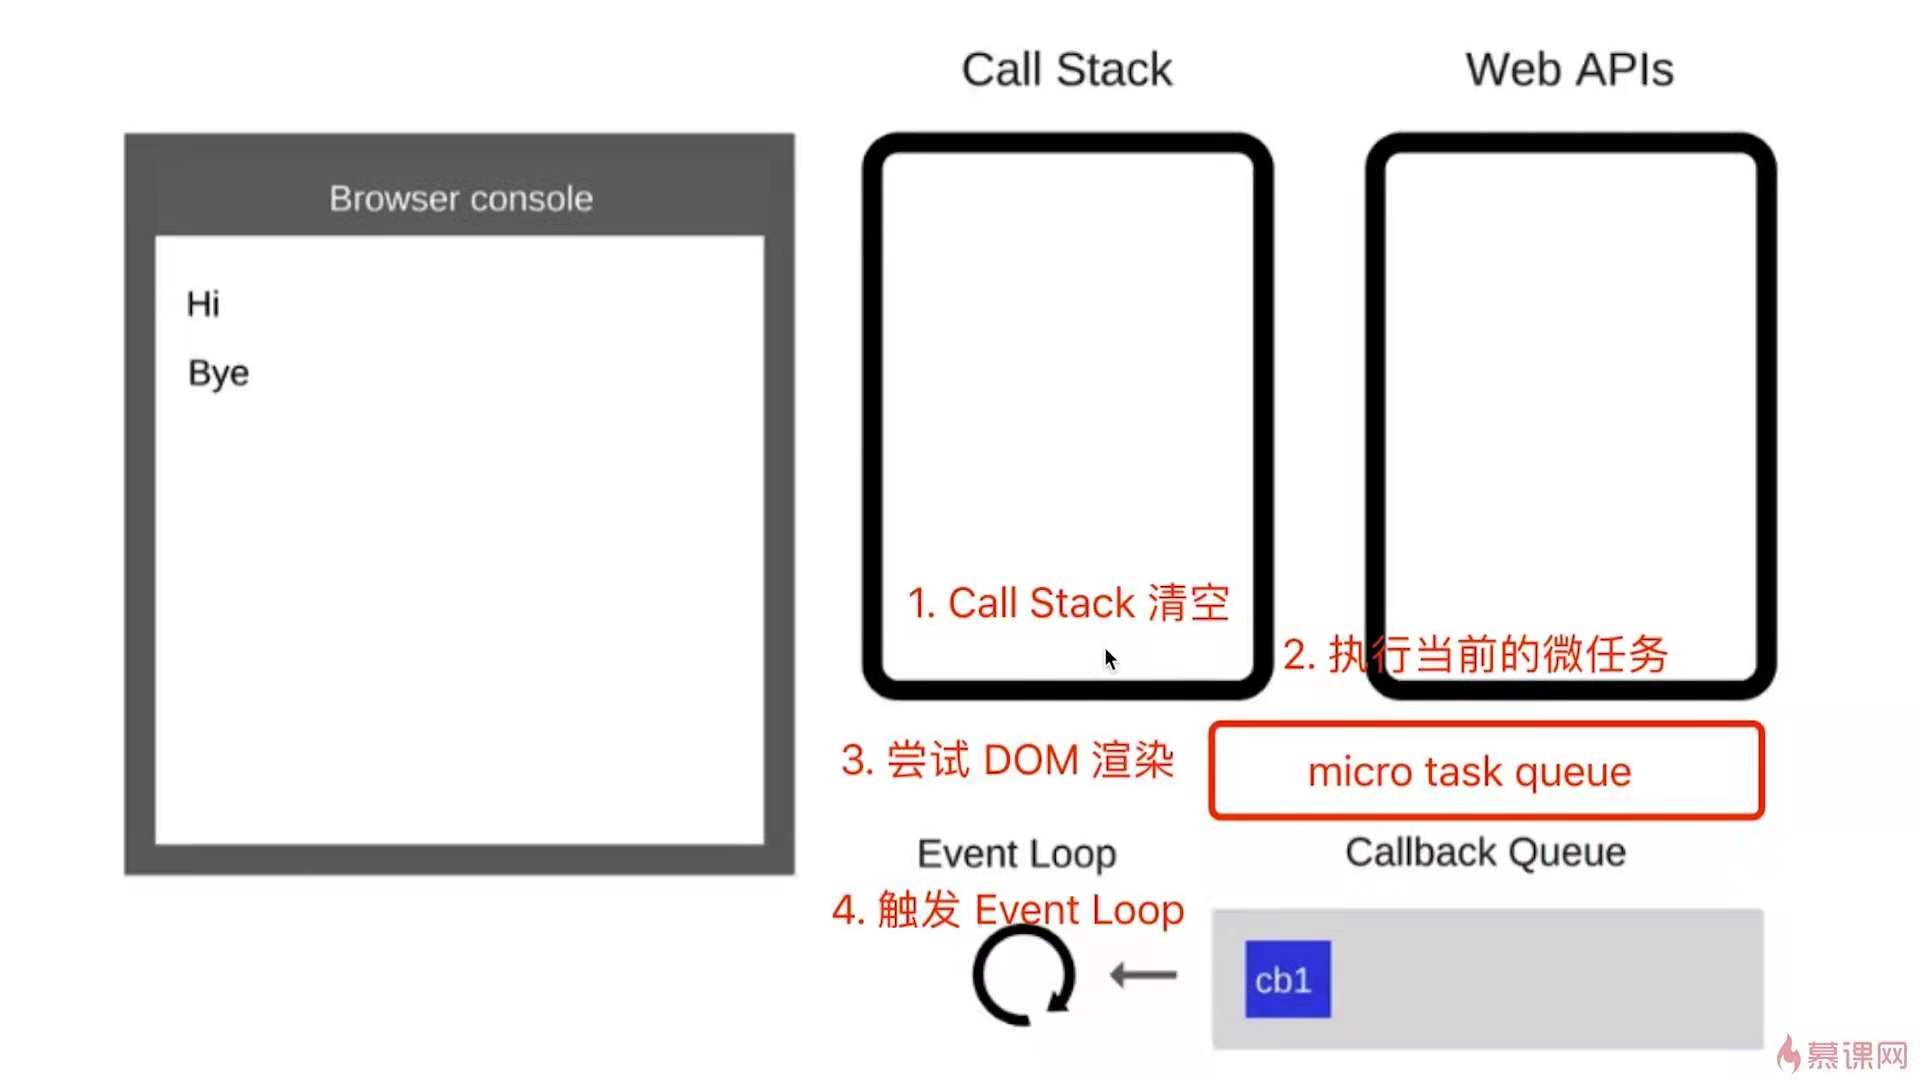 Call Stack
Web APIs
Browser console
Hi
Bye
1. Call Stack 清空
2. 执行当前的微任务
3. 尝试 DOM 渲染
micro task queue
Event Loop
Callback Queue
4. 触发 Event Loop
cb1
慕课网